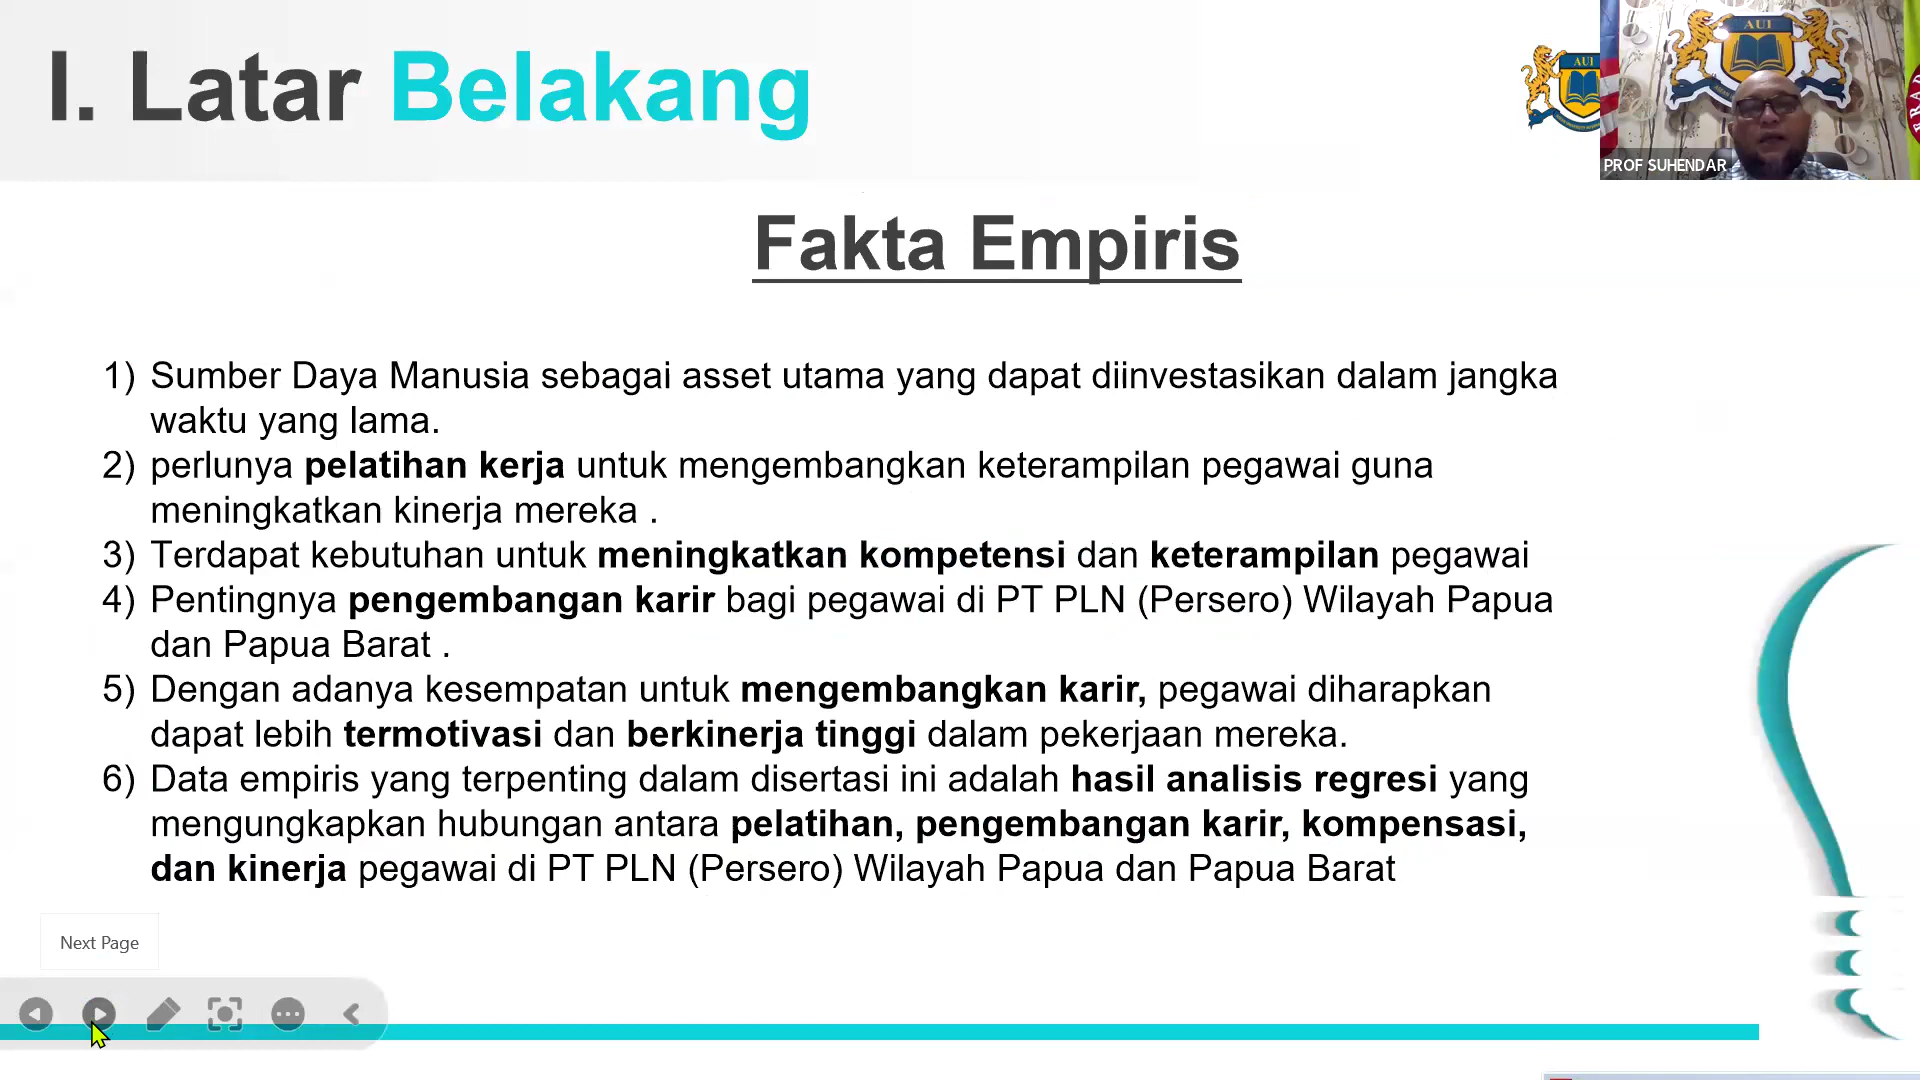 I. Latar Belakang
AUI
AUI
PROF SUHENDAR
Fakta Empiris
1) Sumber Daya Manusia sebagai asset utama yang dapat diinvestasikan dalam jangka
waktu yang lama.
2) perlunya pelatihan kerja untuk mengembangkan keterampilan pegawai guna
meningkatkan kinerja mereka .
3) Terdapat kebutuhan untuk meningkatkan kompetensi dan keterampilan pegawai
4) Pentingnya pengembangan karir bagi pegawai di PT PLN (Persero) Wilayah Papua
dan Papua Barat .
5) Dengan adanya kesempatan untuk mengembangkan karir, pegawai diharapkan
dapat lebih termotivasi dan berkinerja tinggi dalam pekerjaan mereka.
6) Data empiris yang terpenting dalam disertasi ini adalah hasil analisis regresi yang
mengungkapkan hubungan antara pelatihan, pengembangan karir, kompensasi,
dan kinerja pegawai di PT PLN (Persero) Wilayah Papua dan Papua Barat
Next Page